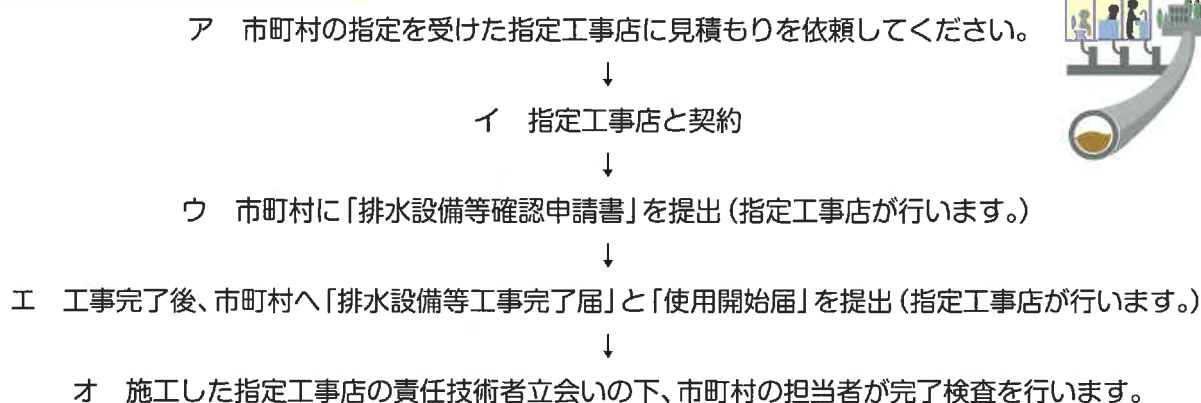 ア　市町村の指定を受けた指定工事店に見積もりを依頼してください。
↓
イ　指定工事店と契約
↓
ウ　市町村に「排水設備等確認申請書」を提出（指定工事店が行います。）
↓
エ　工事完了後、市町村へ「排水設備等工事完了届」と「使用開始届」を提出（指定工事店が行います。）
↓
オ　施工した指定工事店の責任技術者立会いの下、市町村の担当者が完了検査を行います。